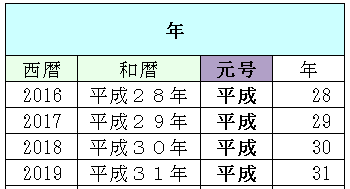 年
西暦 和暦 元号 年
2016 平成２８年 平成 28
2017 平成２９年 平成 29
2018 平成３０年 平成 30
2019 平成３１年 平成 31